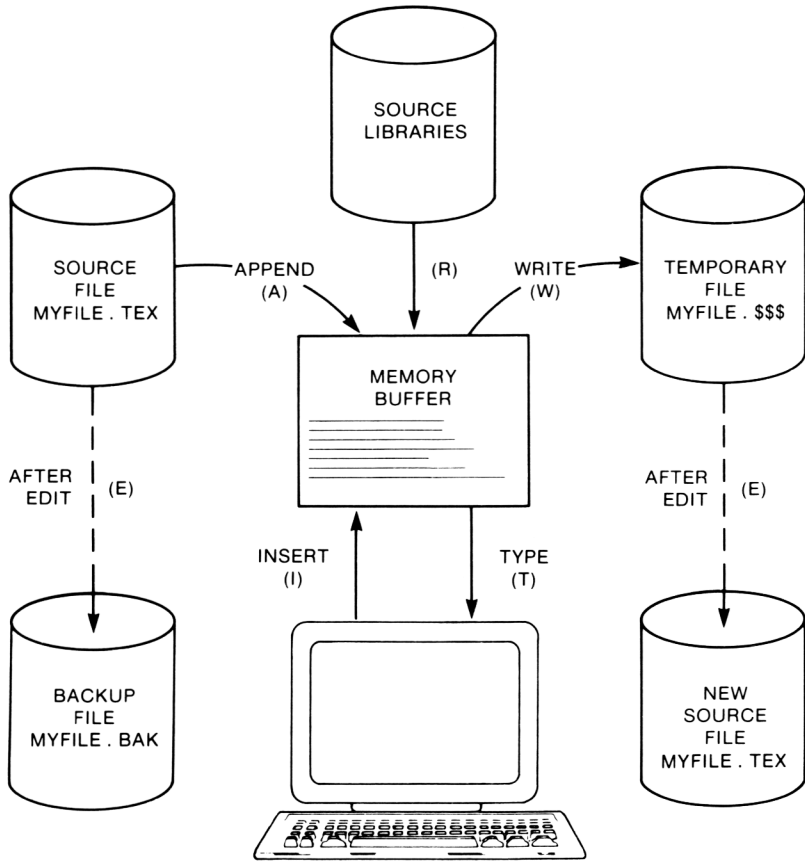 SOURCE
LIBRARIES
SOURCE
FILE
MYFILE . TEX
APPEND
(A)
(R)
WRITE
(W)
TEMPORARY
FILE
MYFILE . $$$
MEMORY
BUFFER
AFTER
EDIT
(E)
AFTER
EDIT
(E)
INSERT
(I)
TYPE
(T)
BACKUP
FILE
MYFILE . BAK
NEW
SOURCE
FILE
MYFILE . TEX